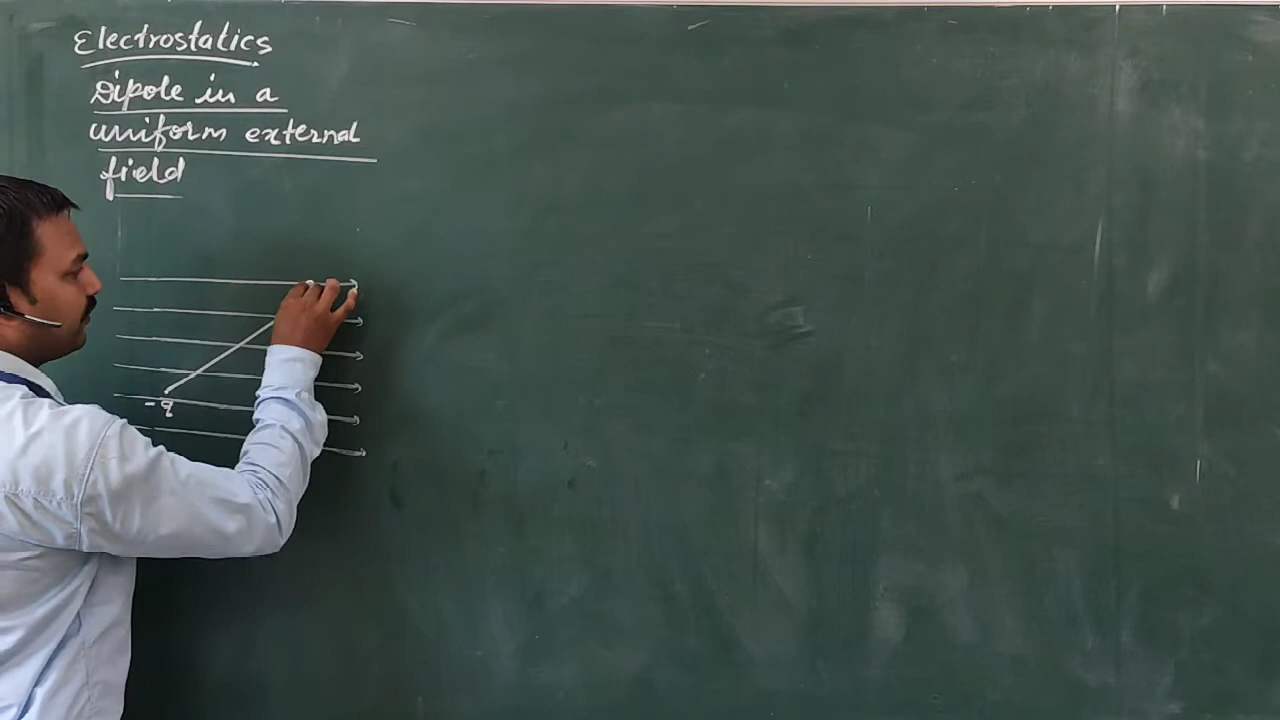 Electrostatics
Dipole in a
uniform external
field
-q